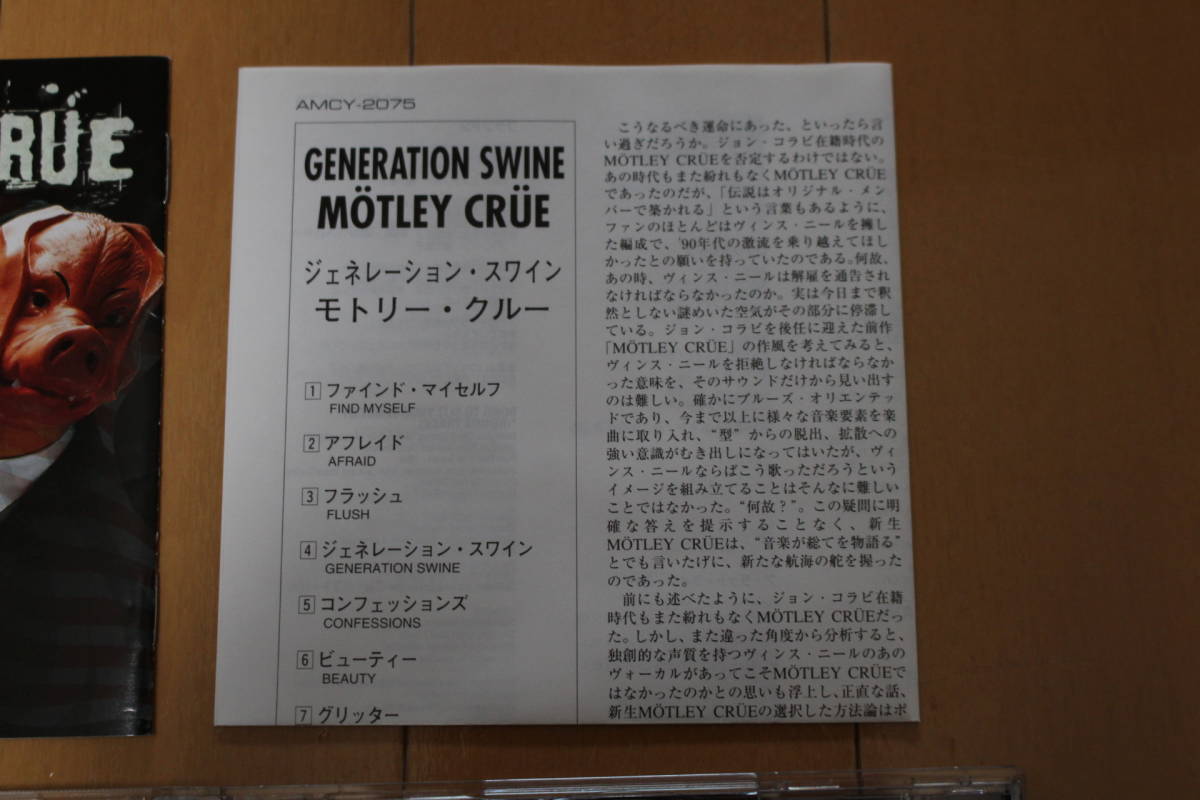 RÜE
AMCY-2075
GENERATION SWINE
MÖTLEY CRÜE
ジェネレーション・スワイン
モトリー・クルー
1 ファインド・マイセルフ
FIND MYSELF
2 アフレイド
AFRAID
3 フラッシュ
FLUSH
4 ジェネレーション・スワイン
GENERATION SWINE
5 コンフェッションズ
CONFESSIONS
6 ビューティー
BEAUTY
7 グリッター
こうなるべき運命にあった、といったら言
い過ぎだろうか。ジョン・コラビ在籍時代の
MÖTLEY CRÜEを否定するわけではない。
あの時代もまた紛れもなくMÖTLEY CRÜE
であったのだが、「伝説はオリジナル・メン
バーで築かれる」という言葉もあるように、
ファンのほとんどはヴィンス・ニールを擁し
た編成で、'90年代の激流を乗り越えてほし
かったとの願いを持っていたのである。何故、
あの時、ヴィンス・ニールは解雇を通告され
なければならなかったのか。実は今日まで釈
然としない謎めいた空気がその部分に停滞し
ている。ジョン・コラビを後任に迎えた前作
「MÖTLEY CRÜE」の作風を考えてみると、
ヴィンス・ニールを拒絶しなければならなか
った意味を、そのサウンドだけから見い出す
のは難しい。確かにブルーズ・オリエンテッ
ドであり、今まで以上に様々な音楽要素を楽
曲に取り入れ、“型”からの脱出、拡散への
強い意識がむき出しになってはいたが、ヴィ
ンス・ニールならばこう歌っただろうという
イメージを組み立てることはそんなに難しい
ことではなかった。“何故？”。この疑問に明
確な答えを提示することなく、新生
MÖTLEY CRÜEは、“音楽が総てを物語る”
とでも言いたげに、新たな航海の舵を握った
のであった。
前にも述べたように、ジョン・コラビ在籍
時代もまた紛れもなくMÖTLEY CRÜEだっ
た。しかし、また違った角度から分析すると、
独創的な声質を持つヴィンス・ニールのあの
ヴォーカルがあってこそMÖTLEY CRÜEで
はなかったのかとの思いも浮上し、正直な話、
新生MÖTLEY CRÜEの選択した方法論はボ